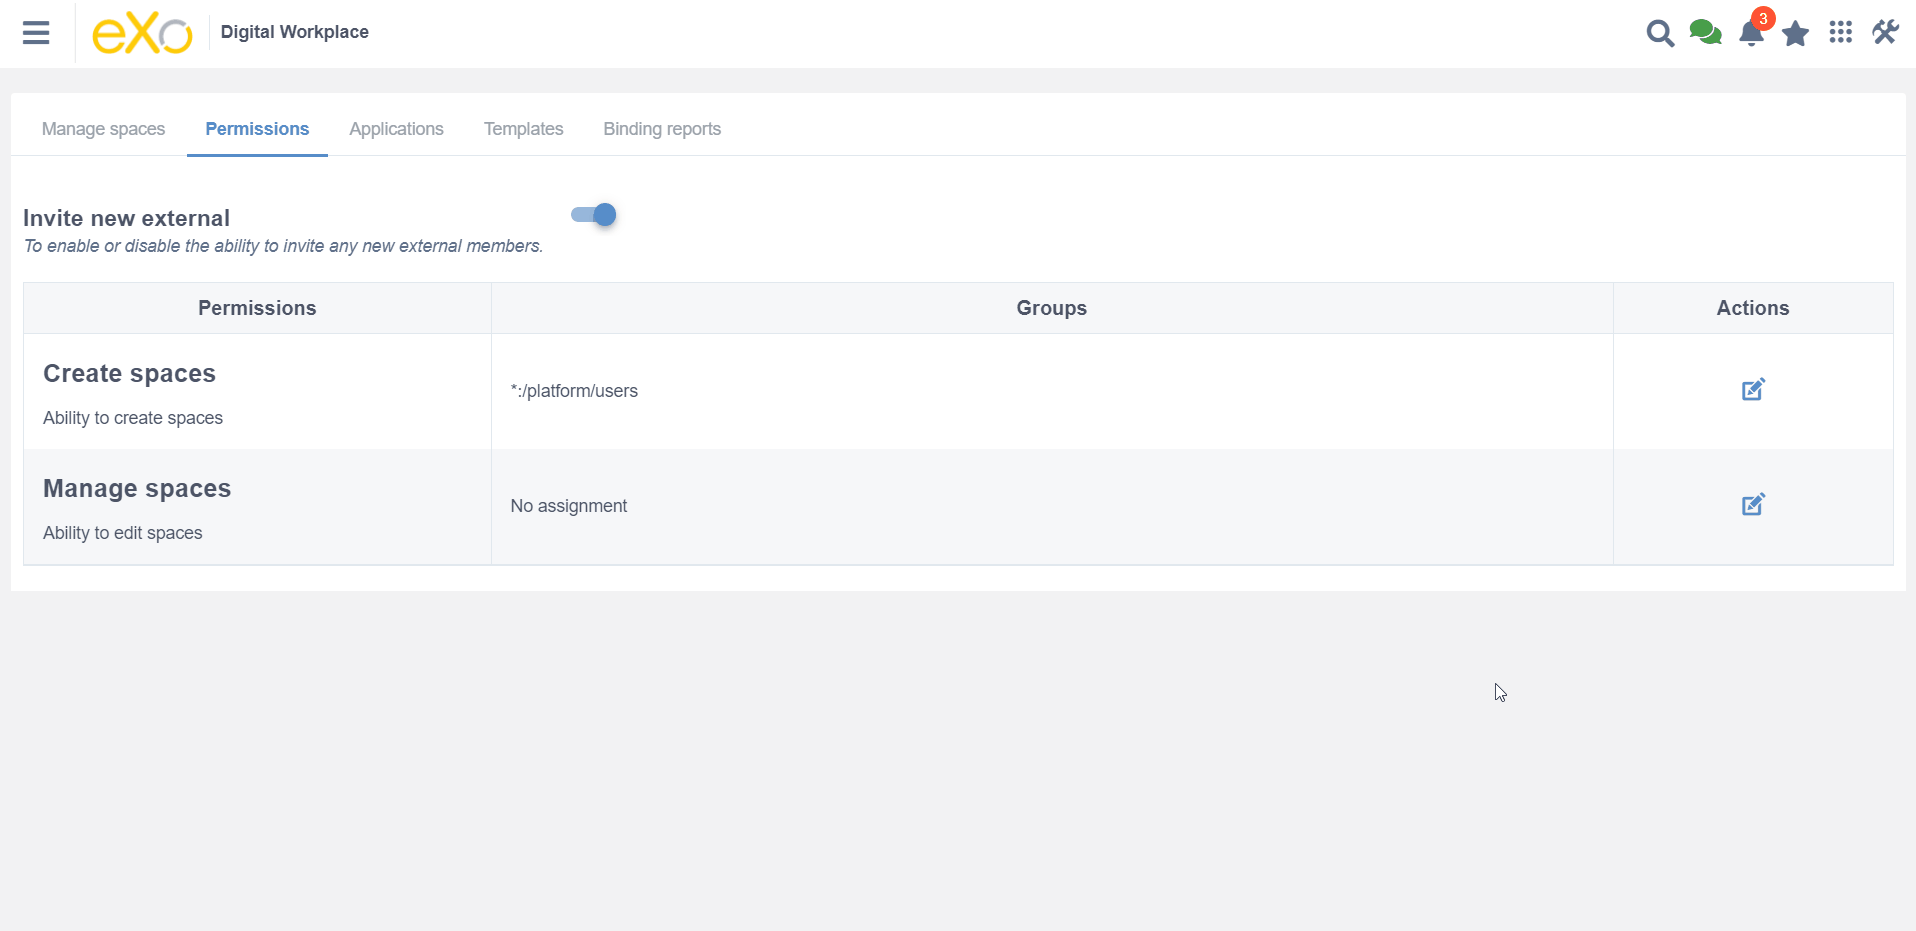 eXo
Digital Workplace
3
Manage spaces
Permissions
Applications
Templates
Binding reports
Invite new external
To enable or disable the ability to invite any new external members.
Permissions
Groups
Actions
Create spaces
Ability to create spaces
*:/platform/users
Manage spaces
Ability to edit spaces
No assignment